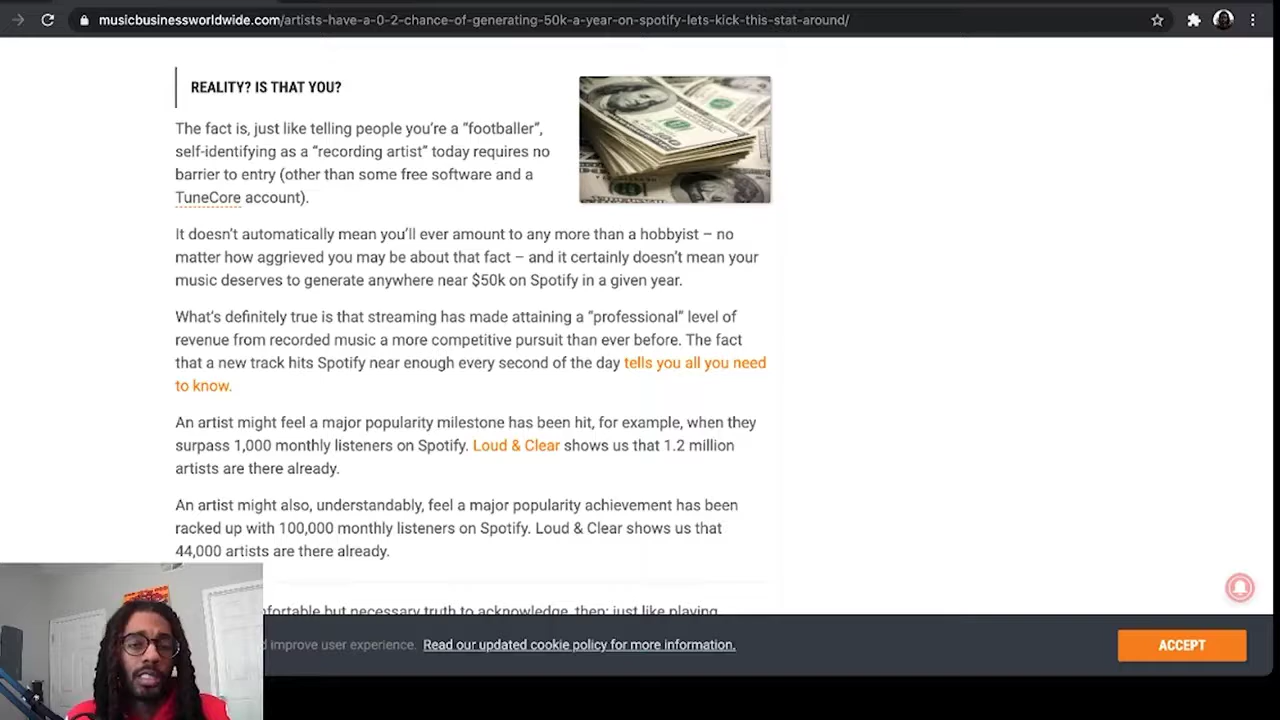 musicbusinessworldwide.com/artists-have-a-0-2-chance-of-generating-50k-a-year-on-spotify-lets-kick-this-stat-around/
REALITY? IS THAT YOU?
The fact is, just like telling people you're a “footballer”,
self-identifying as a “recording artist” today requires no
barrier to entry (other than some free software and a
TuneCore account).
It doesn't automatically mean you'll ever amount to any more than a hobbyist – no
matter how aggrieved you may be about that fact – and it certainly doesn't mean your
music deserves to generate anywhere near $50k on Spotify in a given year.
What's definitely true is that streaming has made attaining a “professional” level of
revenue from recorded music a more competitive pursuit than ever before. The fact
that a new track hits Spotify near enough every second of the day tells you all you need
to know.
An artist might feel a major popularity milestone has been hit, for example, when they
surpass 1,000 monthly listeners on Spotify. Loud & Clear shows us that 1.2 million
artists are there already.
An artist might also, understandably, feel a major popularity achievement has been
racked up with 100,000 monthly listeners on Spotify. Loud & Clear shows us that
44,000 artists are there already.
but necessary truth to acknowledge, then: just like playing
improve user experience. Read our updated cookie policy for more information.
ACCEPT